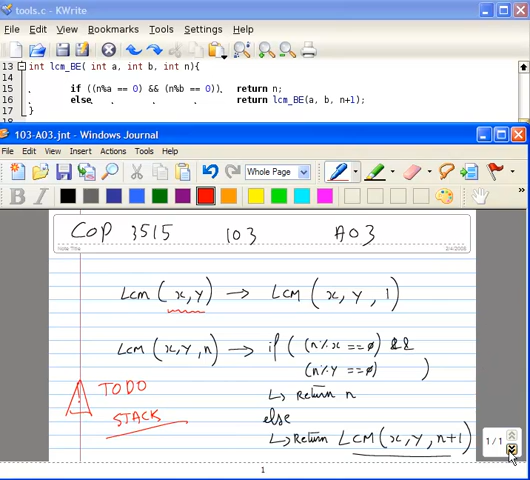 tools.c - KWrite
File Edit View Bookmarks Tools Settings Help
13 int lcm_BE( int a, int b, int n){
14
15 . if ((n%a == 0) && (n%b == 0)). return n;
16 . else. . . . return lcm_BE(a, b, n+1);
17 }
103-A03.jnt - Windows Journal
File Edit View Insert Actions Tools Help
Whole Page
B I
COP 3515 103 A03
Note Title
LCM (x,y) → LCM (x, y, 1)
LCM (x,y,n) → if ( (n%x ==0) &&
(n%y ==0) )
↳ Return n
else
↳ Return LCM (x,y,n+1)
TODO
STACK
1/1
1